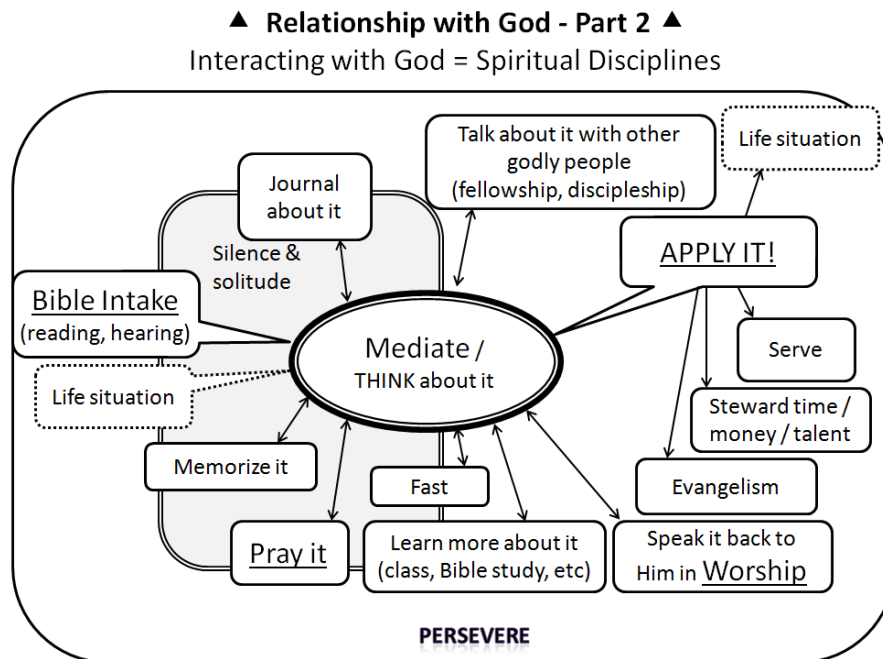 ▲ Relationship with God - Part 2 ▲
Interacting with God = Spiritual Disciplines
Talk about it with other
godly people
(fellowship, discipleship)
Life situation
Journal
about it
Silence &
solitude
APPLY IT!
Bible Intake
(reading, hearing)
Mediate /
THINK about it
Serve
Life situation
Steward time /
money / talent
Memorize it
Fast
Evangelism
Pray it
Learn more about it
(class, Bible study, etc)
Speak it back to
Him in Worship
PERSEVERE